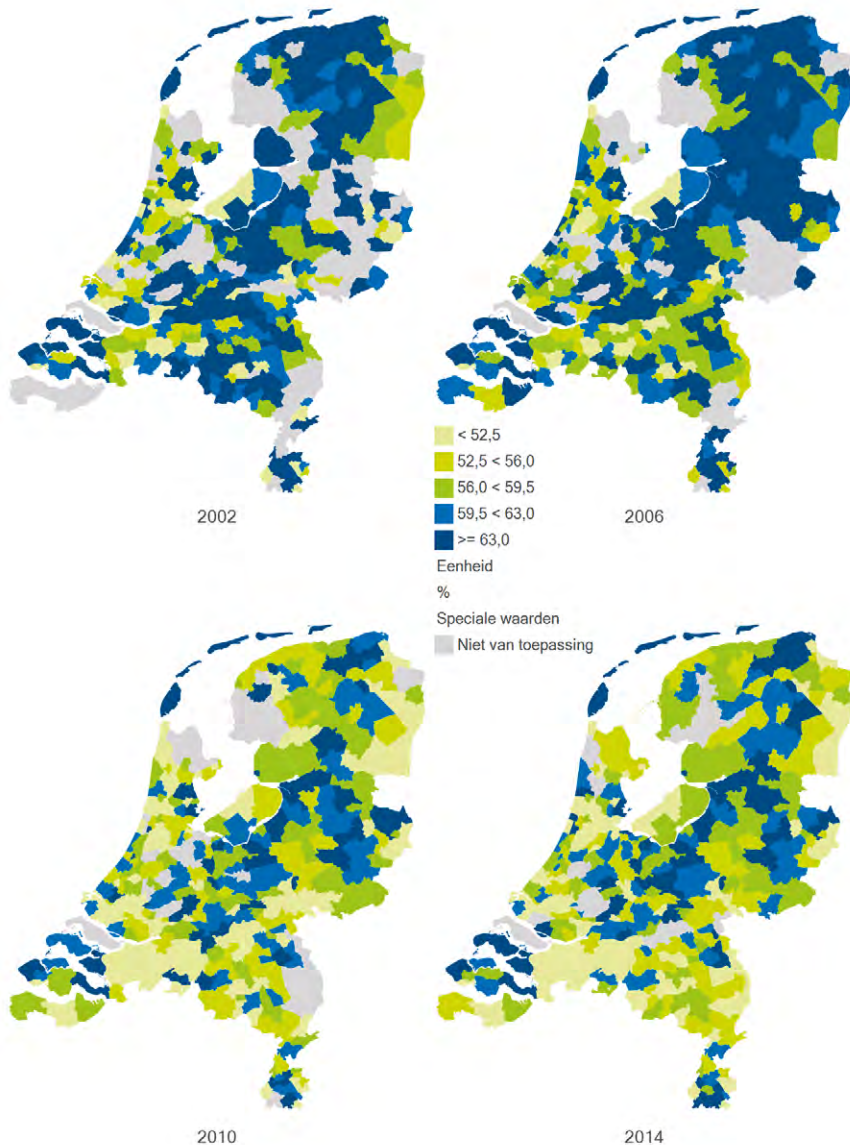 < 52,5
52,5 < 56,0
56,0 < 59,5
59,5 < 63,0
>= 63,0
Eenheid
%
Speciale waarden
Niet van toepassing
2002
2006
2010
2014